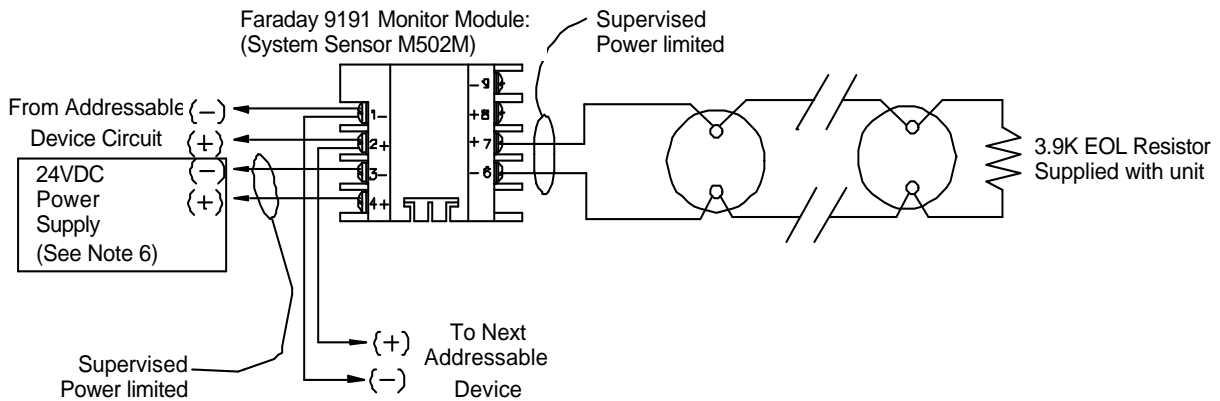 Faraday 9191 Monitor Module:
(System Sensor M502M)
Supervised
Power limited
From Addressable (-)
Device Circuit (+)
24VDC (-)
Power (+)
Supply
(See Note 6)
1-
2+
3-
4+
-9
+8
+7
-6
3.9K EOL Resistor
Supplied with unit
Supervised
Power limited
(+)
(-)
To Next
Addressable
Device